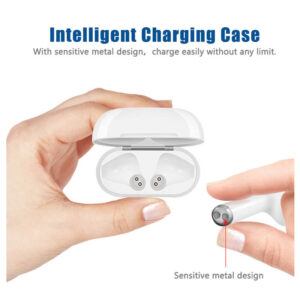 Intelligent Charging Case
With sensitive metal design, charge easily without any limit.
Sensitive metal design